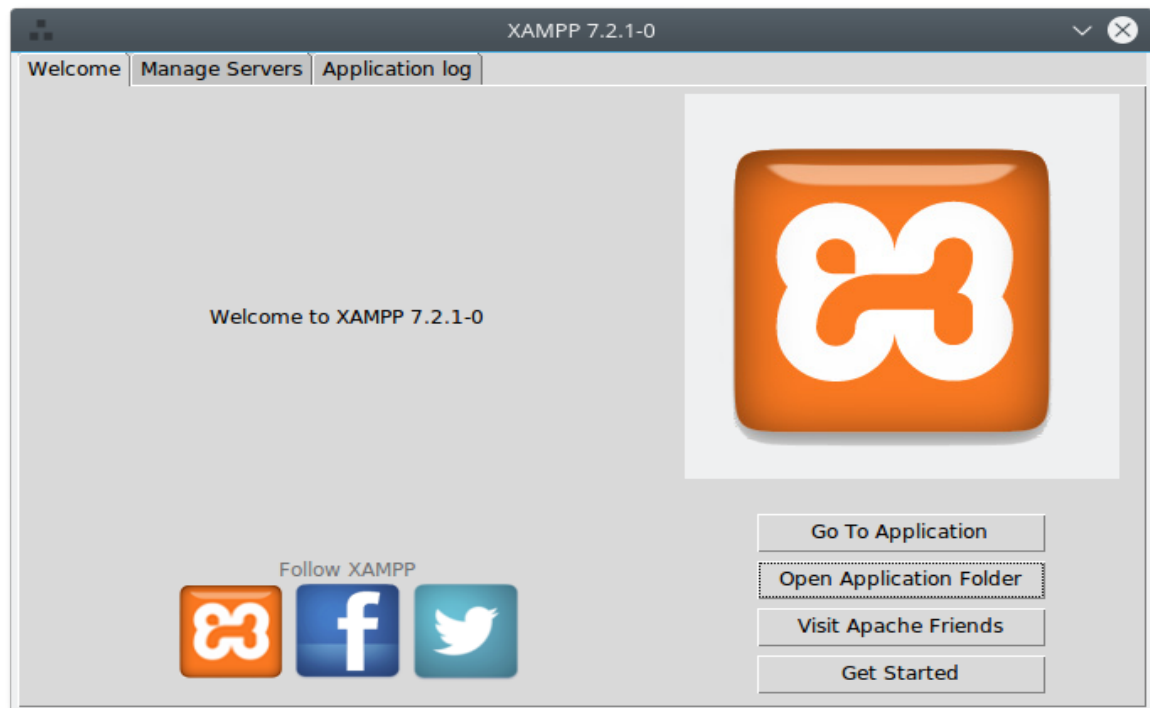 XAMPP 7.2.1-0
Welcome
Manage Servers
Application log
Welcome to XAMPP 7.2.1-0
Follow XAMPP
Go To Application
Open Application Folder
Visit Apache Friends
Get Started